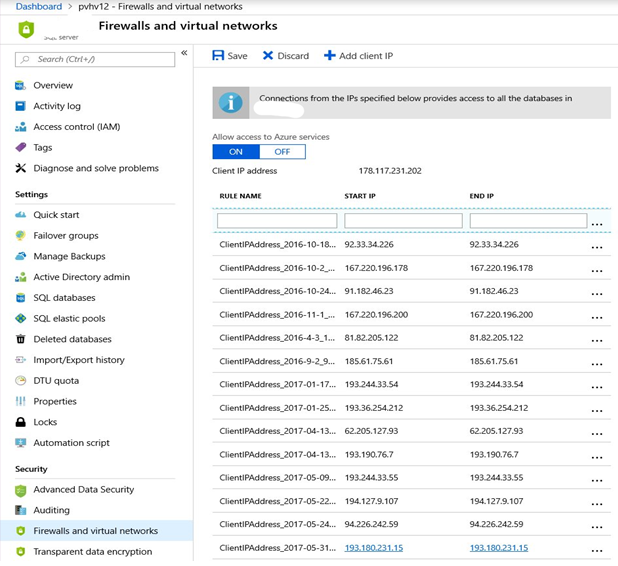 Dashboard > pvhv12 - Firewalls and virtual networks
Firewalls and virtual networks
server
Search (Ctrl+/)
«
Save
Discard
Add client IP
Overview
Activity log
Access control (IAM)
Tags
Diagnose and solve problems
Settings
Quick start
Failover groups
Manage Backups
Active Directory admin
SQL databases
SQL elastic pools
Deleted databases
Import/Export history
DTU quota
Properties
Locks
Automation script
Security
Advanced Data Security
Auditing
Firewalls and virtual networks
Transparent data encryption
Connections from the IPs specified below provides access to all the databases in
Allow access to Azure services
ON OFF
Client IP address 178.117.231.202
RULE NAME START IP END IP
...
ClientIPAddress_2016-10-18... 92.33.34.226 92.33.34.226 ...
ClientIPAddress_2016-10-2_... 167.220.196.178 167.220.196.178 ...
ClientIPAddress_2016-10-24... 91.182.46.23 91.182.46.23 ...
ClientIPAddress_2016-11-1_... 167.220.196.200 167.220.196.200 ...
ClientIPAddress_2016-4-3_1... 81.82.205.122 81.82.205.122 ...
ClientIPAddress_2016-9-2_9... 185.61.75.61 185.61.75.61 ...
ClientIPAddress_2017-01-17... 193.244.33.54 193.244.33.54 ...
ClientIPAddress_2017-01-25... 193.36.254.212 193.36.254.212 ...
ClientIPAddress_2017-04-13... 62.205.127.93 62.205.127.93 ...
ClientIPAddress_2017-04-13... 193.190.76.7 193.190.76.7 ...
ClientIPAddress_2017-05-09... 193.244.33.55 193.244.33.55 ...
ClientIPAddress_2017-05-22... 194.127.9.107 194.127.9.107 ...
ClientIPAddress_2017-05-24... 94.226.242.59 94.226.242.59 ...
ClientIPAddress_2017-05-31... 193.180.231.15 193.180.231.15 ...